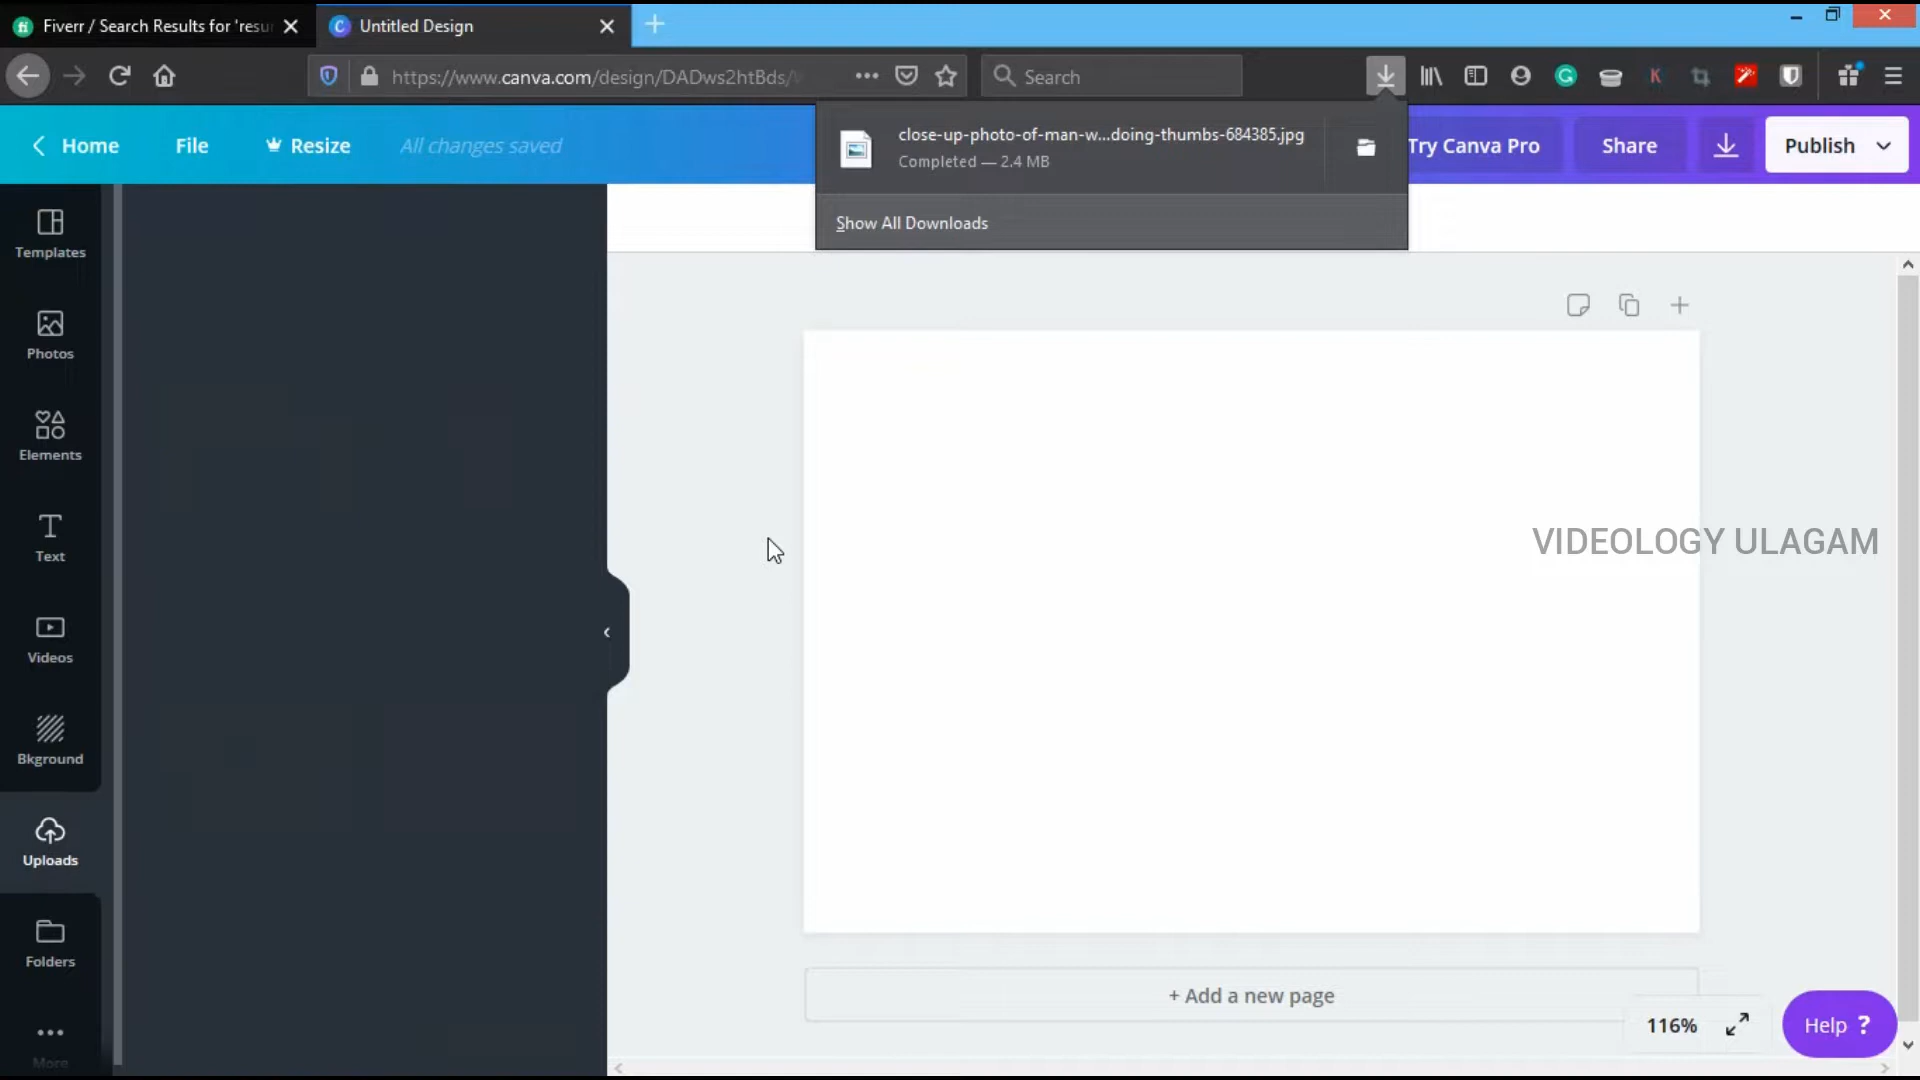 Fiverr / Search Results for 'resu
Untitled Design
https://www.canva.com/design/DADws2htBds/
Search
close-up-photo-of-man-w...doing-thumbs-684385.jpg
Completed — 2.4 MB
Show All Downloads
Home
File
Resize
All changes saved
Try Canva Pro
Share
Publish
Templates
Photos
Elements
Text
Videos
Bkground
Uploads
Folders
More
VIDEOLOGY ULAGAM
+ Add a new page
116%
Help ?